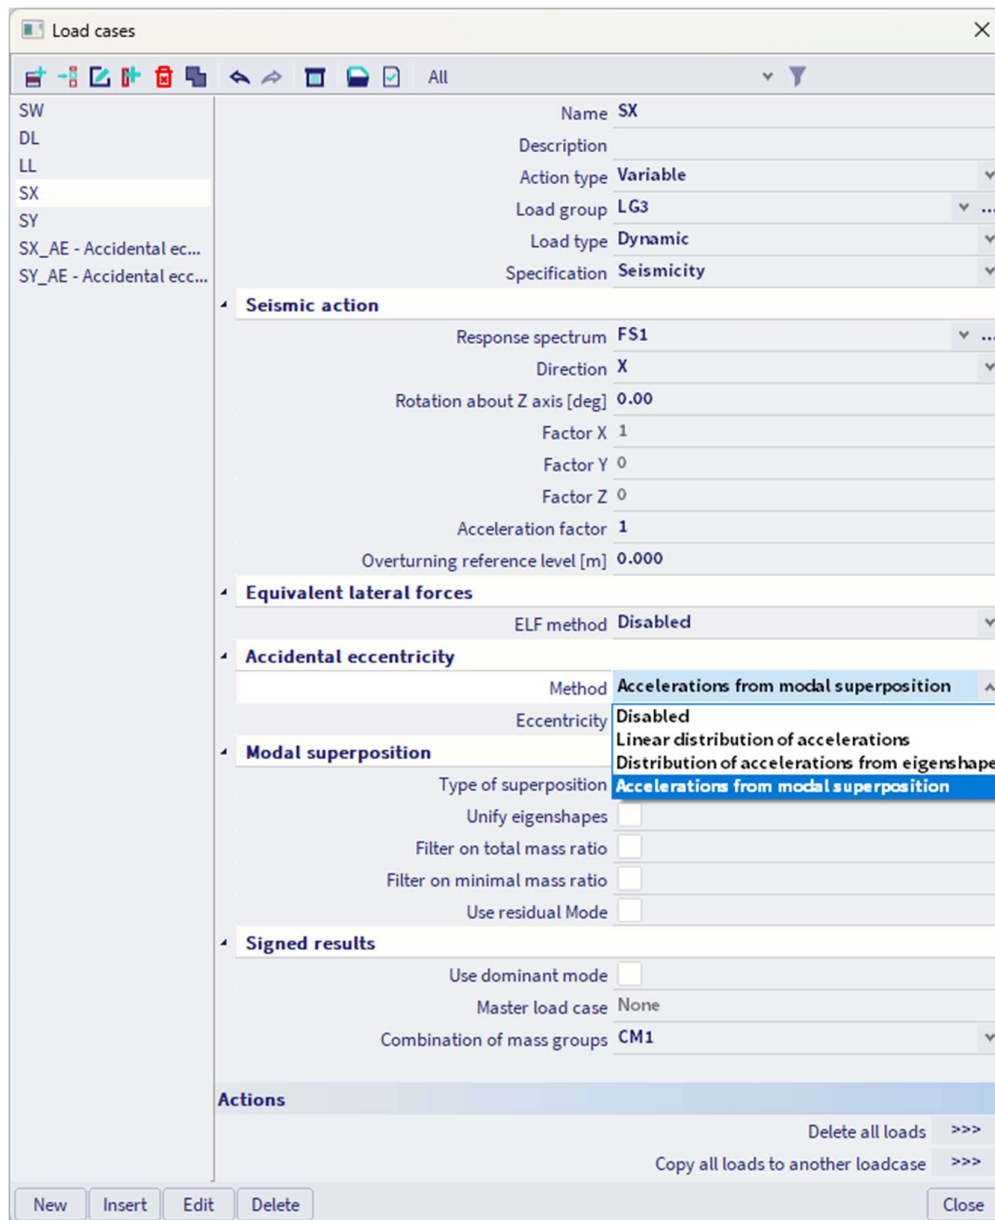 Load cases
All
SW
DL
LL
SX
SY
SX_AE - Accidental ec...
SY_AE - Accidental ecc...
Name SX
Description
Action type Variable
Load group LG3 ...
Load type Dynamic
Specification Seismicity
Seismic action
Response spectrum FS1 ...
Direction X
Rotation about Z axis [deg] 0.00
Factor X 1
Factor Y 0
Factor Z 0
Acceleration factor 1
Overturning reference level [m] 0.000
Equivalent lateral forces
ELF method Disabled
Accidental eccentricity
Method Accelerations from modal superposition
Eccentricity
Disabled
Linear distribution of accelerations
Distribution of accelerations from eigenshape
Accelerations from modal superposition
Modal superposition
Type of superposition
Unify eigenshapes
Filter on total mass ratio
Filter on minimal mass ratio
Use residual Mode
Signed results
Use dominant mode
Master load case None
Combination of mass groups CM1
Actions
Delete all loads >>>
Copy all loads to another loadcase >>>
New Insert Edit Delete Close